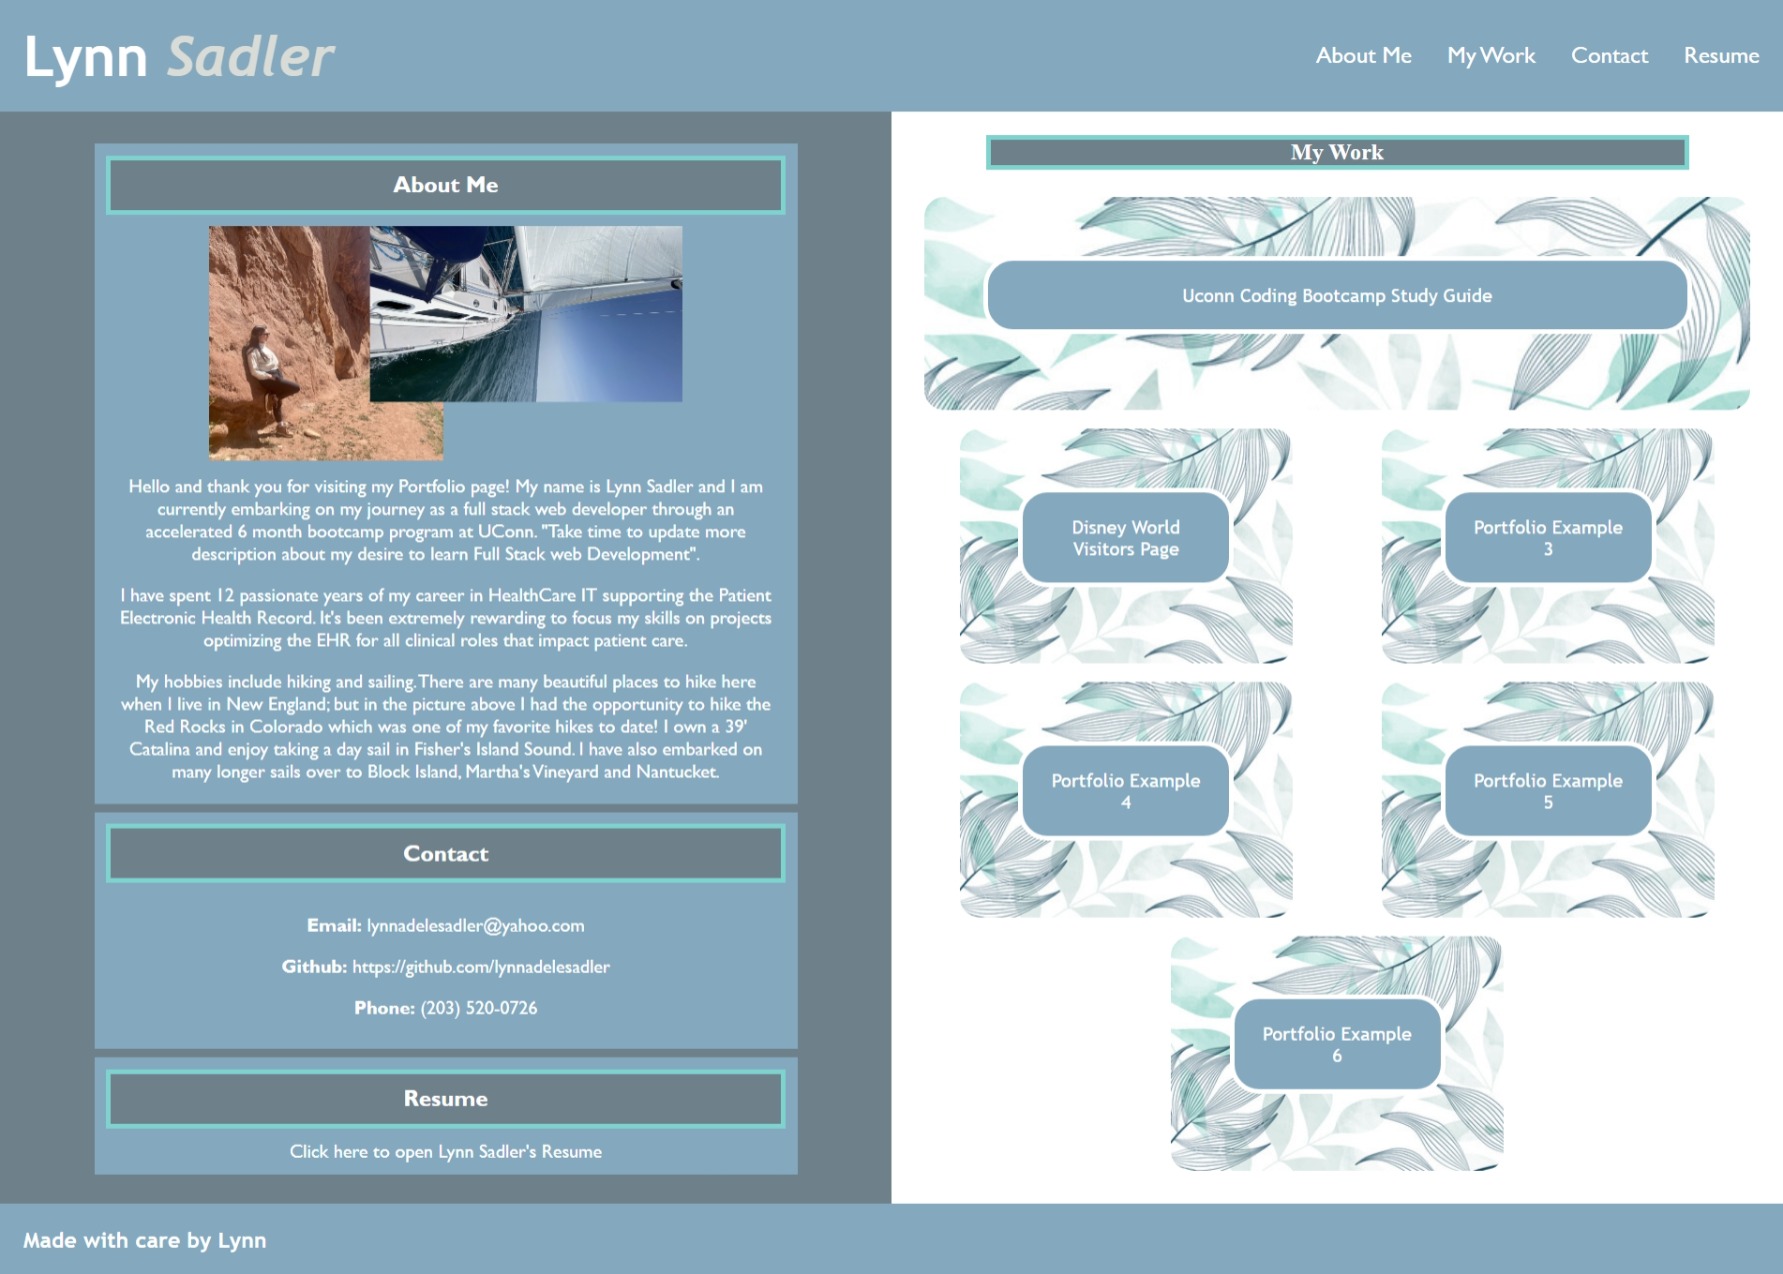 Lynn Sadler
About Me
My Work
Contact
Resume
About Me
Hello and thank you for visiting my Portfolio page! My name is Lynn Sadler and I am
currently embarking on my journey as a full stack web developer through an
accelerated 6 month bootcamp program at UConn. "Take time to update more
description about my desire to learn Full Stack web Development".
I have spent 12 passionate years of my career in HealthCare IT supporting the Patient
Electronic Health Record. It's been extremely rewarding to focus my skills on projects
optimizing the EHR for all clinical roles that impact patient care.
My hobbies include hiking and sailing. There are many beautiful places to hike here
when I live in New England; but in the picture above I had the opportunity to hike the
Red Rocks in Colorado which was one of my favorite hikes to date! I own a 39'
Catalina and enjoy taking a day sail in Fisher's Island Sound. I have also embarked on
many longer sails over to Block Island, Martha's Vineyard and Nantucket.
Contact
Email: lynnadelesadler@yahoo.com
Github: https://github.com/lynnadelesadler
Phone: (203) 520-0726
Resume
Click here to open Lynn Sadler's Resume
My Work
Uconn Coding Bootcamp Study Guide
Disney World
Visitors Page
Portfolio Example
3
Portfolio Example
4
Portfolio Example
5
Portfolio Example
6
Made with care by Lynn